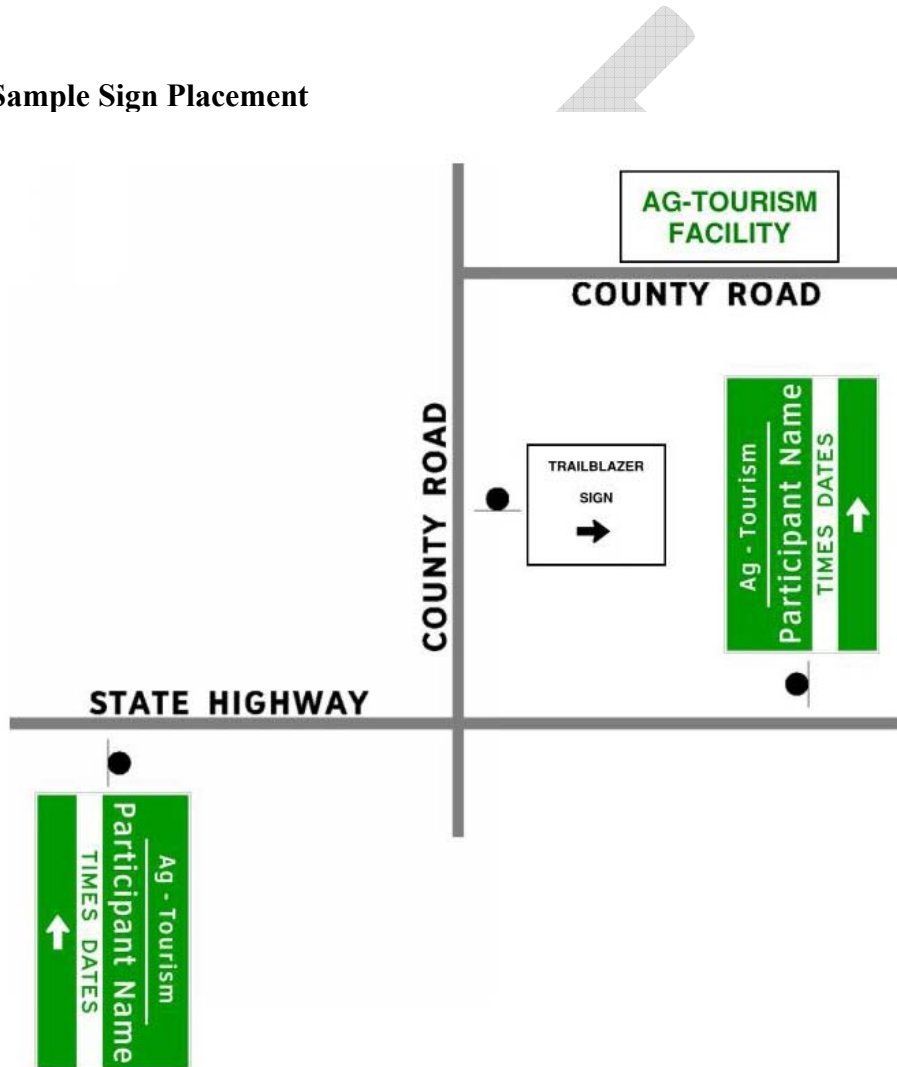 Sample Sign Placement
AG-TOURISM
FACILITY
COUNTY ROAD
COUNTY ROAD
TRAILBLAZER
SIGN
Ag - Tourism
Participant Name
TIMES DATES
STATE HIGHWAY
Ag - Tourism
Participant Name
TIMES DATES